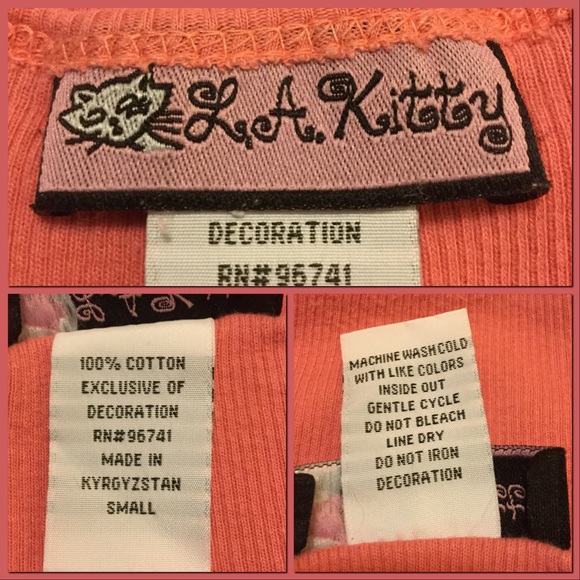 L.A. Kitty
DECORATION
RN#96741
100% COTTON
EXCLUSIVE OF
DECORATION
RN#96741
MADE IN
KYRGYZSTAN
SMALL
MACHINE WASH COLD
WITH LIKE COLORS
INSIDE OUT
GENTLE CYCLE
DO NOT BLEACH
LINE DRY
DO NOT IRON
DECORATION